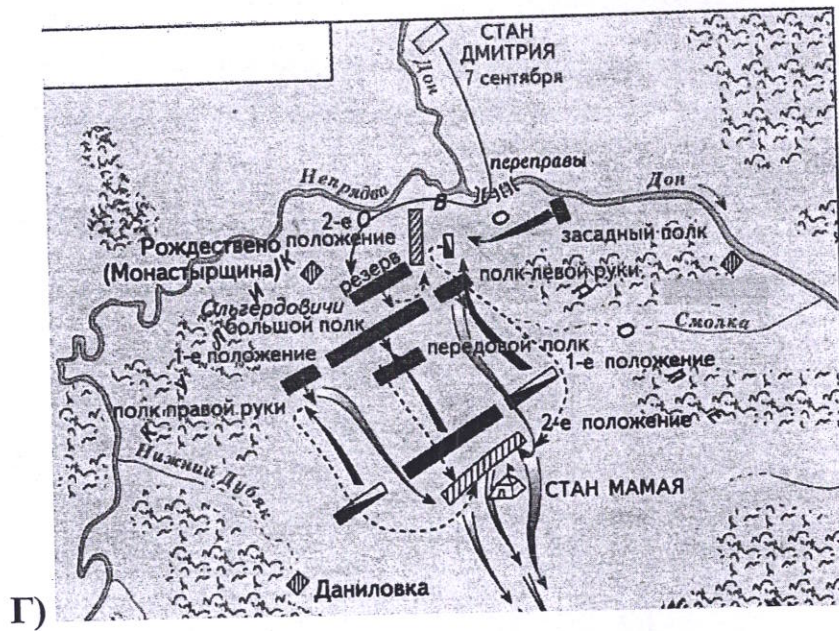 СТАН
ДМИТРИЯ
7 сентября
Дон
переправы
Непрядва
Дон
В
О
2-е
положение
засадный полк
Рождествено
(Монастырщина)
К
И
Л
резерв
полк левой руки
Ольгердовичи
большой полк
Смолка
1-е положение
передовой полк
1-е положение
полк правой руки
2-е положение
Нижний Дубяк
СТАН МАМАЯ
Даниловка
Г)